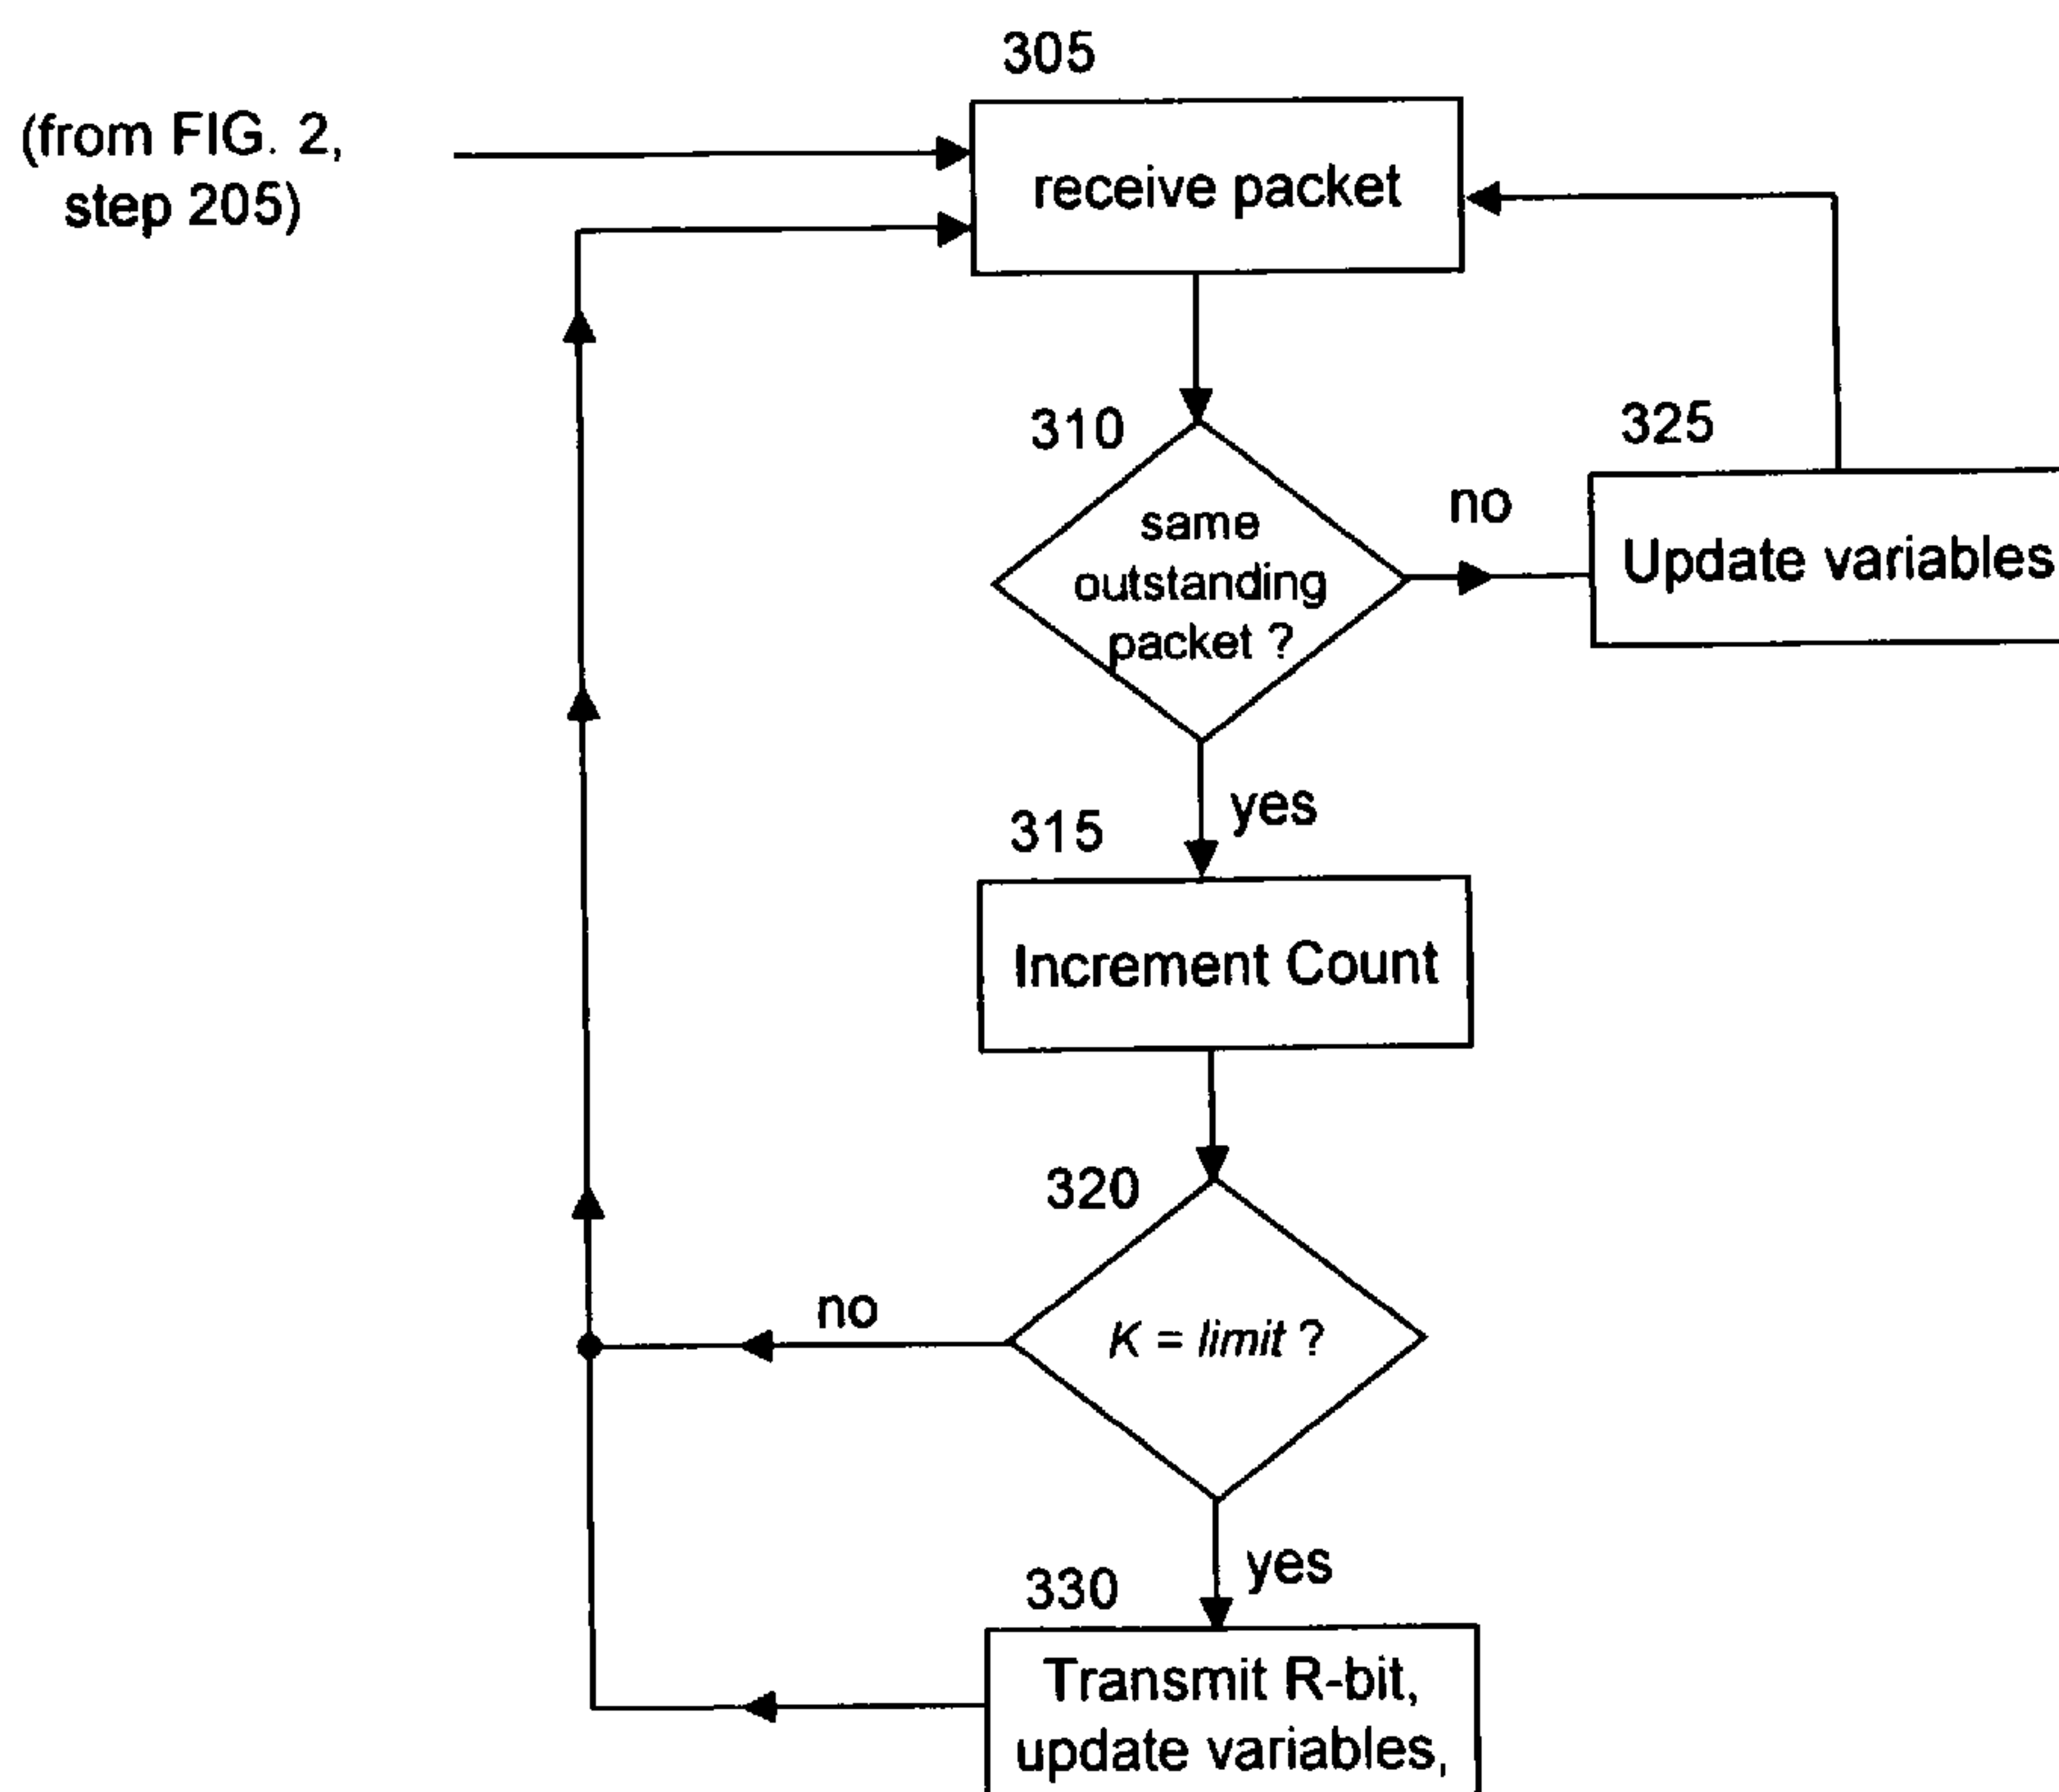 305
(from FIG. 2,
step 205)
receive packet
310
same
outstanding
packet ?
no
325
Update variables
yes
315
Increment Count
320
K = limit ?
no
yes
330
Transmit R-bit,
update variables,